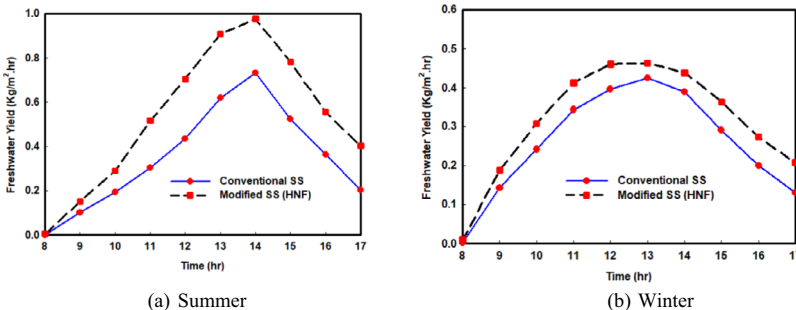 1.0
0.8
0.6
0.4
0.2
0.0
Freshwater Yield (Kg/m².hr)
Conventional SS
Modified SS (HNF)
8 9 10 11 12 13 14 15 16 17
Time (hr)
(a) Summer
0.6
0.5
0.4
0.3
0.2
0.1
0.0
Freshwater Yield (Kg/m².hr)
Conventional SS
Modified SS (HNF)
8 9 10 11 12 13 14 15 16 1
Time (hr)
(b) Winter